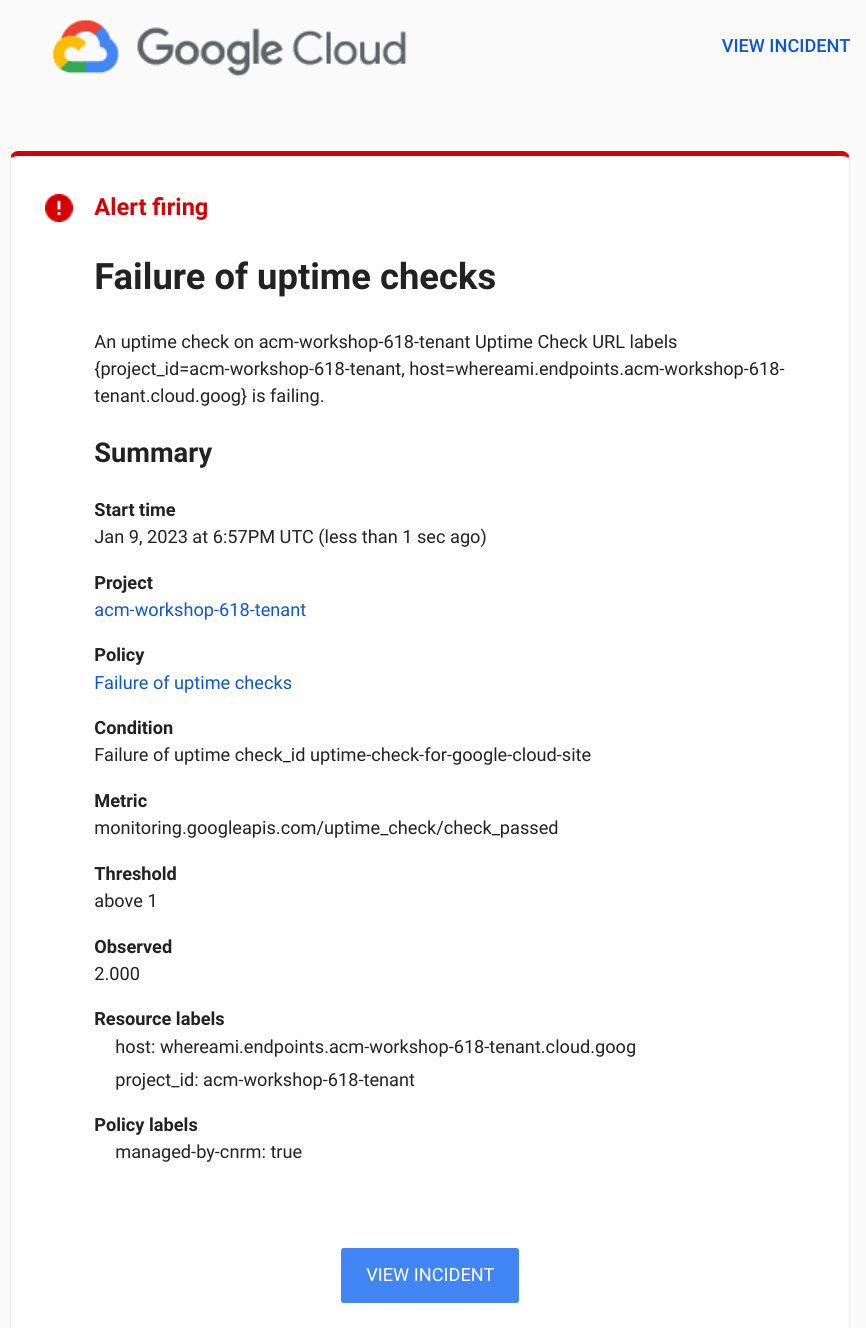 Google Cloud
VIEW INCIDENT
Alert firing
Failure of uptime checks
An uptime check on acm-workshop-618-tenant Uptime Check URL labels
{project_id=acm-workshop-618-tenant, host=whereami.endpoints.acm-workshop-618-
tenant.cloud.goog} is failing.
Summary
Start time
Jan 9, 2023 at 6:57PM UTC (less than 1 sec ago)
Project
acm-workshop-618-tenant
Policy
Failure of uptime checks
Condition
Failure of uptime check_id uptime-check-for-google-cloud-site
Metric
monitoring.googleapis.com/uptime_check/check_passed
Threshold
above 1
Observed
2.000
Resource labels
host: whereami.endpoints.acm-workshop-618-tenant.cloud.goog
project_id: acm-workshop-618-tenant
Policy labels
managed-by-cnrm: true
VIEW INCIDENT